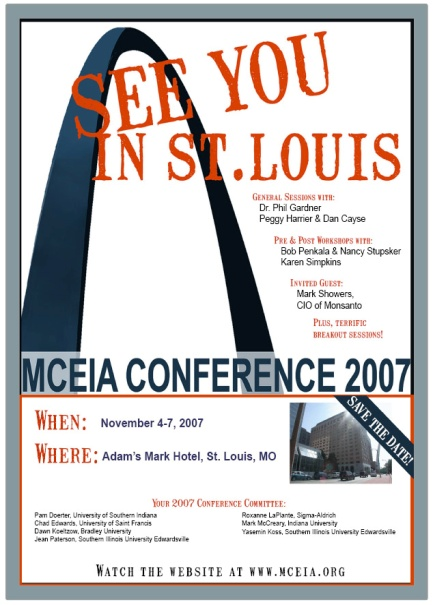 SEE YOU
IN ST.LOUIS
GENERAL SESSIONS WITH:
Dr. Phil Gardner
Peggy Harrier & Dan Cayse
PRE & POST WORKSHOPS WITH:
Bob Penkala & Nancy Stupsker
Karen Simpkins
INVITED GUEST:
Mark Showers,
CIO of Monsanto
PLUS, TERRIFIC
BREAKOUT SESSIONS!
MCEIA CONFERENCE 2007
WHEN: November 4-7, 2007
WHERE: Adam's Mark Hotel, St. Louis, MO
SAVE THE DATE!
YOUR 2007 CONFERENCE COMMITTEE:
Pam Doerter, University of Southern Indiana
Chad Edwards, University of Saint Francis
Dawn Koeltzow, Bradley University
Jean Paterson, Southern Illinois University Edwardsville
Roxanne LaPlante, Sigma-Aldrich
Mark McCreary, Indiana University
Yasemin Koss, Southern Illinois University Edwardsville
WATCH THE WEBSITE AT WWW.MCEIA.ORG